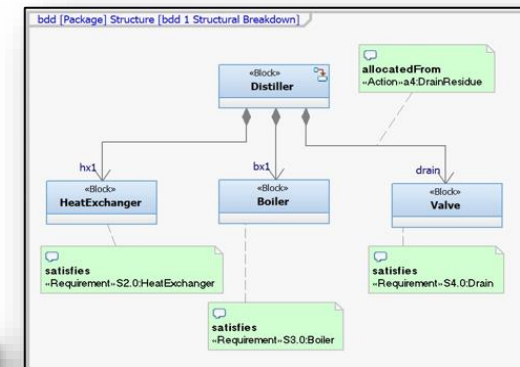 bdd [Package] Structure [bdd 1 Structural Breakdown]
allocatedFrom
«Action»a4:DrainResidue
«Block»
Distiller
hx1
bx1
drain
«Block»
HeatExchanger
«Block»
Boiler
«Block»
Valve
satisfies
«Requirement»S2.0:HeatExchanger
satisfies
«Requirement»S4.0:Drain
satisfies
«Requirement»S3.0:Boiler